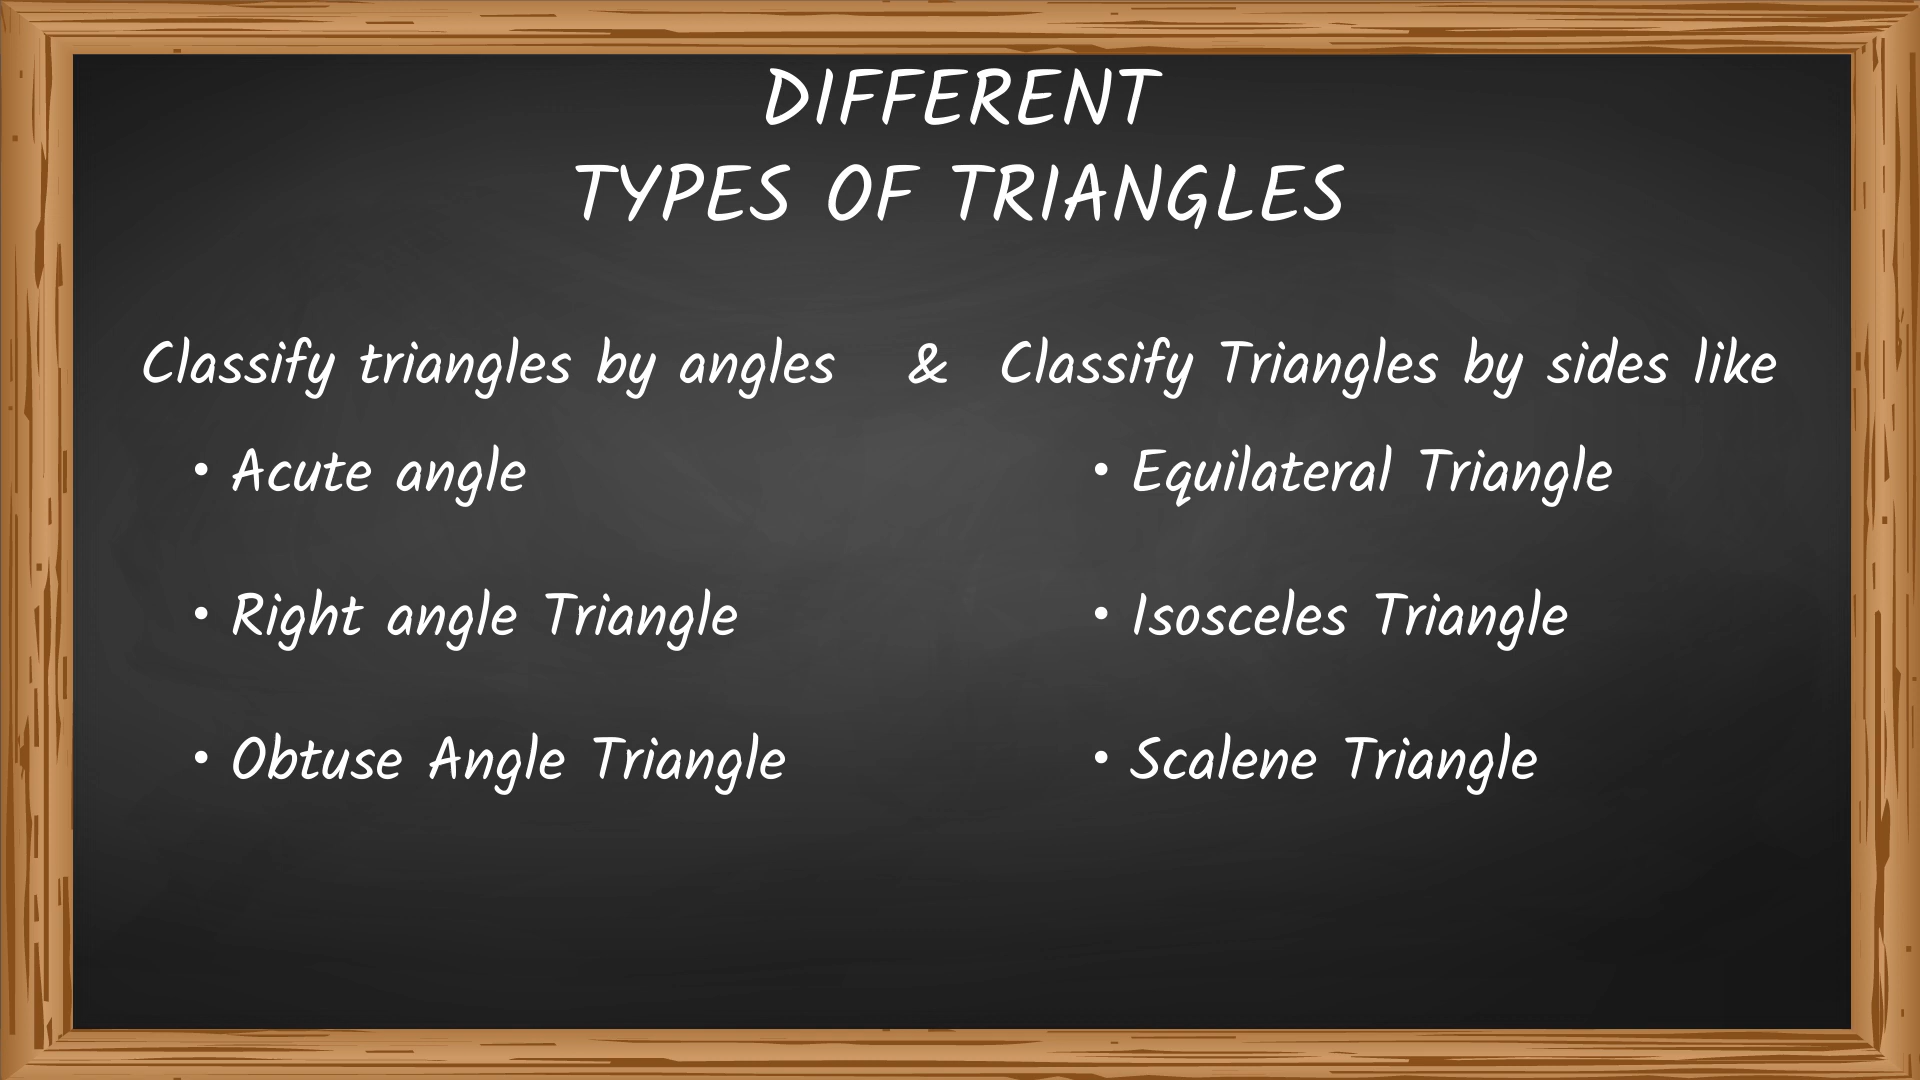 DIFFERENT
TYPES OF TRIANGLES
Classify triangles by angles & Classify Triangles by sides like
• Acute angle
• Right angle Triangle
• Obtuse Angle Triangle
• Equilateral Triangle
• Isosceles Triangle
• Scalene Triangle